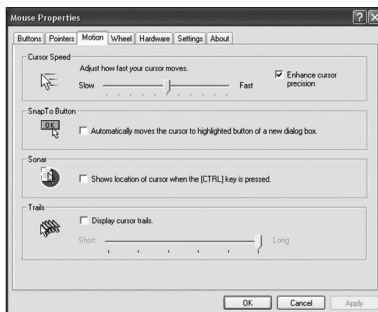 Mouse Properties
Buttons Pointers Motion Wheel Hardware Settings About
Cursor Speed
Adjust how fast your cursor moves.
Slow Fast
Enhance cursor
precision
SnapTo Button
OK
Automatically moves the cursor to highlighted button of a new dialog box.
Sonar
Shows location of cursor when the [CTRL] key is pressed.
Trails
Display cursor trails.
Short Long
OK Cancel Apply